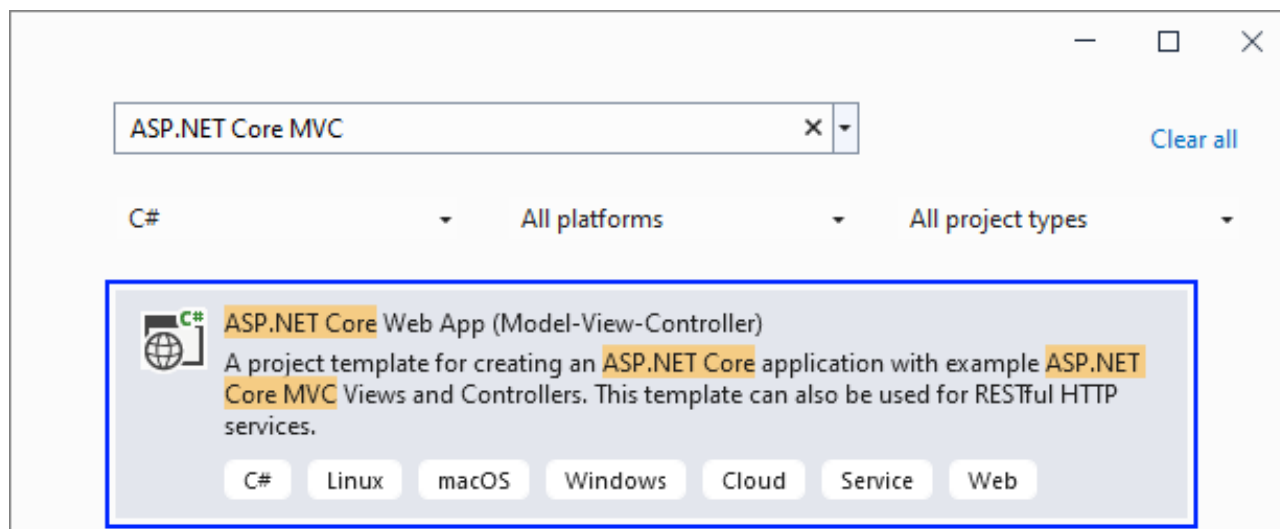 ASP.NET Core MVC
Clear all
C# All platforms All project types
C#
ASP.NET Core Web App (Model-View-Controller)
A project template for creating an ASP.NET Core application with example ASP.NET
Core MVC Views and Controllers. This template can also be used for RESTful HTTP
services.
C# Linux macOS Windows Cloud Service Web